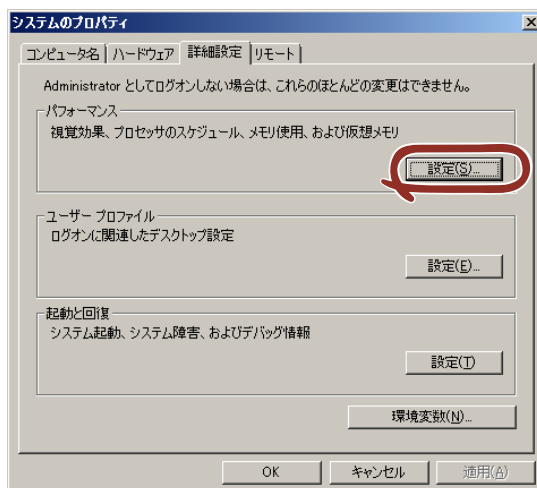 システムのプロパティ
コンピュータ名 ハードウェア 詳細設定 リモート
Administrator としてログオンしない場合は、これらのほとんどの変更はできません。
パフォーマンス
視覚効果、プロセッサのスケジュール、メモリ使用、および仮想メモリ
設定(S)...
ユーザー プロファイル
ログオンに関連したデスクトップ設定
設定(E)...
起動と回復
システム起動、システム障害、およびデバッグ情報
設定(T)
環境変数(N)...
OK キャンセル 適用(A)